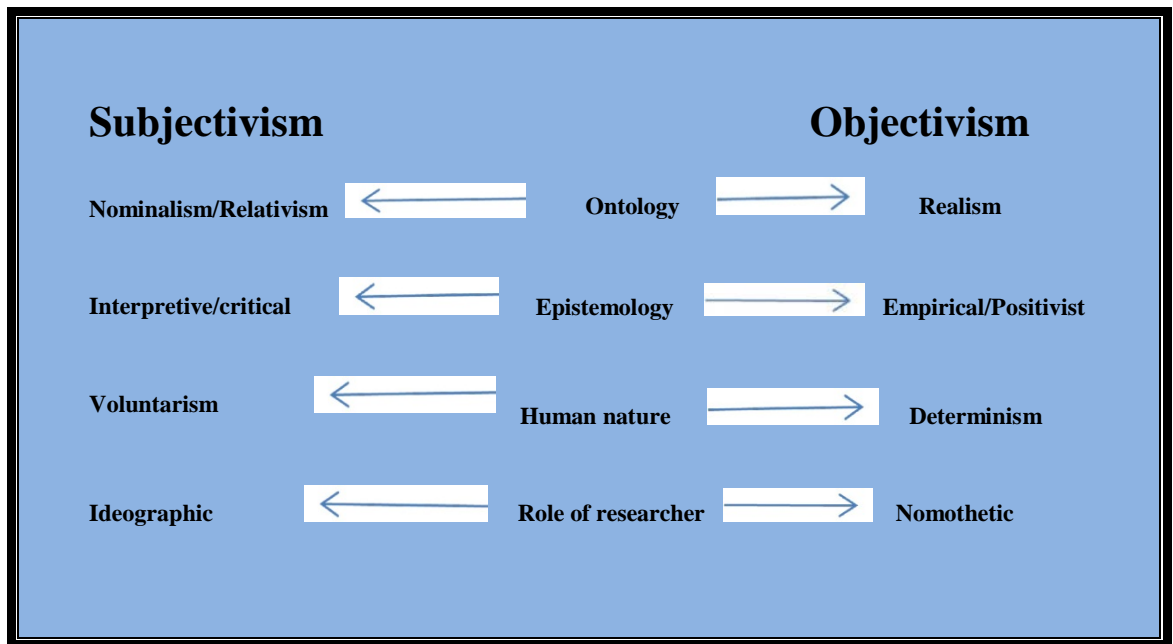 Subjectivism Objectivism
Nominalism/Relativism Ontology Realism
Interpretive/critical Epistemology Empirical/Positivist
Voluntarism Human nature Determinism
Ideographic Role of researcher Nomothetic